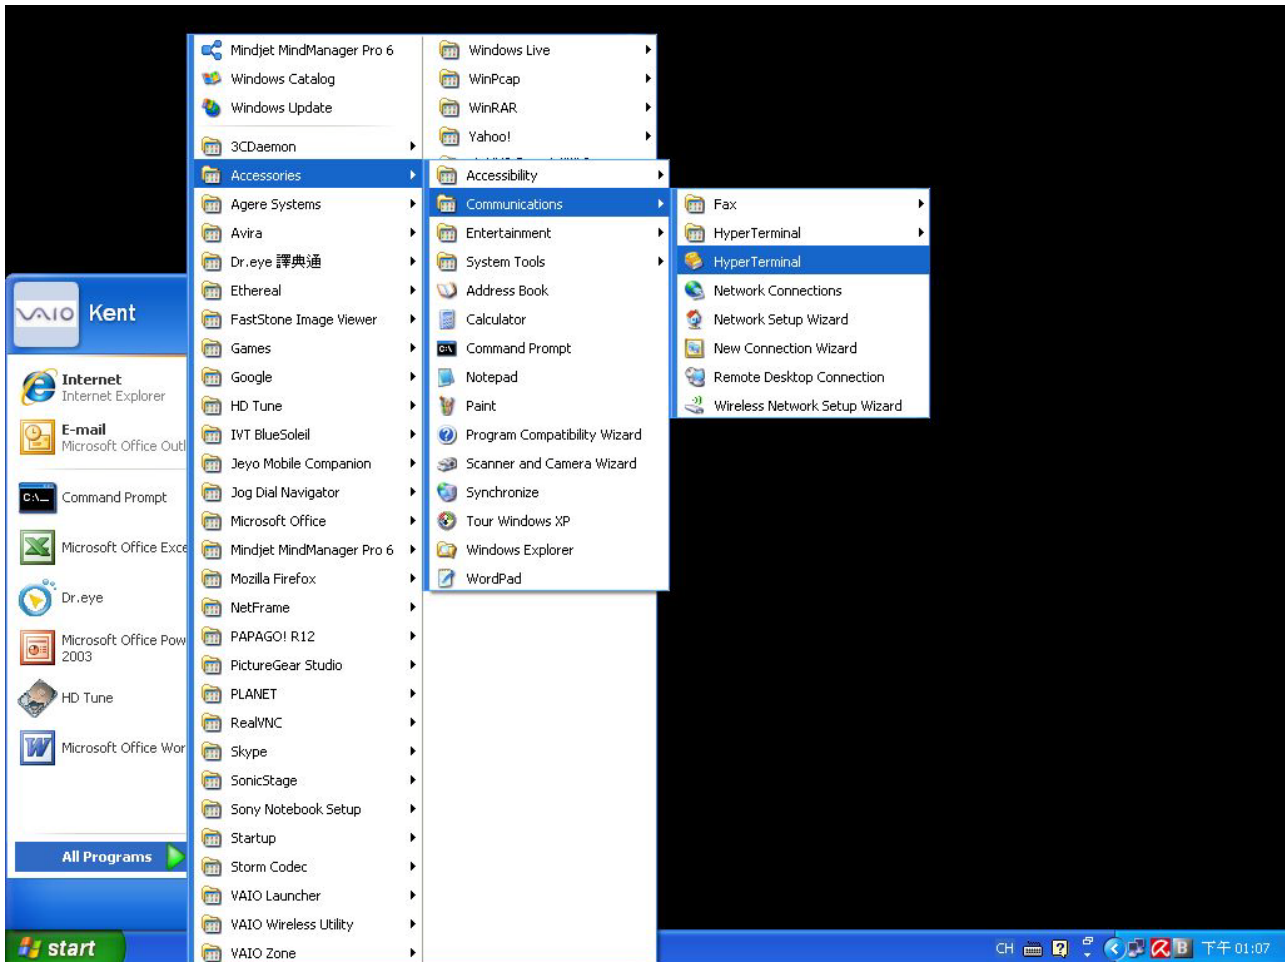 Mindjet MindManager Pro 6
Windows Catalog
Windows Update
3CDaemon
Accessories
Agere Systems
Avira
Dr.eye 譯典通
Ethereal
FastStone Image Viewer
Games
Google
HD Tune
IVT BlueSoleil
Jeyo Mobile Companion
Jog Dial Navigator
Microsoft Office
Mindjet MindManager Pro 6
Mozilla Firefox
NetFrame
PAPAGO! R12
PictureGear Studio
PLANET
RealVNC
Skype
SonicStage
Sony Notebook Setup
Startup
Storm Codec
VAIO Launcher
VAIO Wireless Utility
VAIO Zone
Windows Live
WinPcap
WinRAR
Yahoo!
Accessibility
Communications
Entertainment
System Tools
Address Book
Calculator
Command Prompt
Notepad
Paint
Program Compatibility Wizard
Scanner and Camera Wizard
Synchronize
Tour Windows XP
Windows Explorer
WordPad
Fax
HyperTerminal
HyperTerminal
Network Connections
Network Setup Wizard
New Connection Wizard
Remote Desktop Connection
Wireless Network Setup Wizard
VAIO
Kent
Internet
Internet Explorer
E-mail
Microsoft Office Outl
Command Prompt
Microsoft Office Exce
Dr.eye
Microsoft Office Pow
2003
HD Tune
Microsoft Office Wor
All Programs
start
CH
下午 01:07